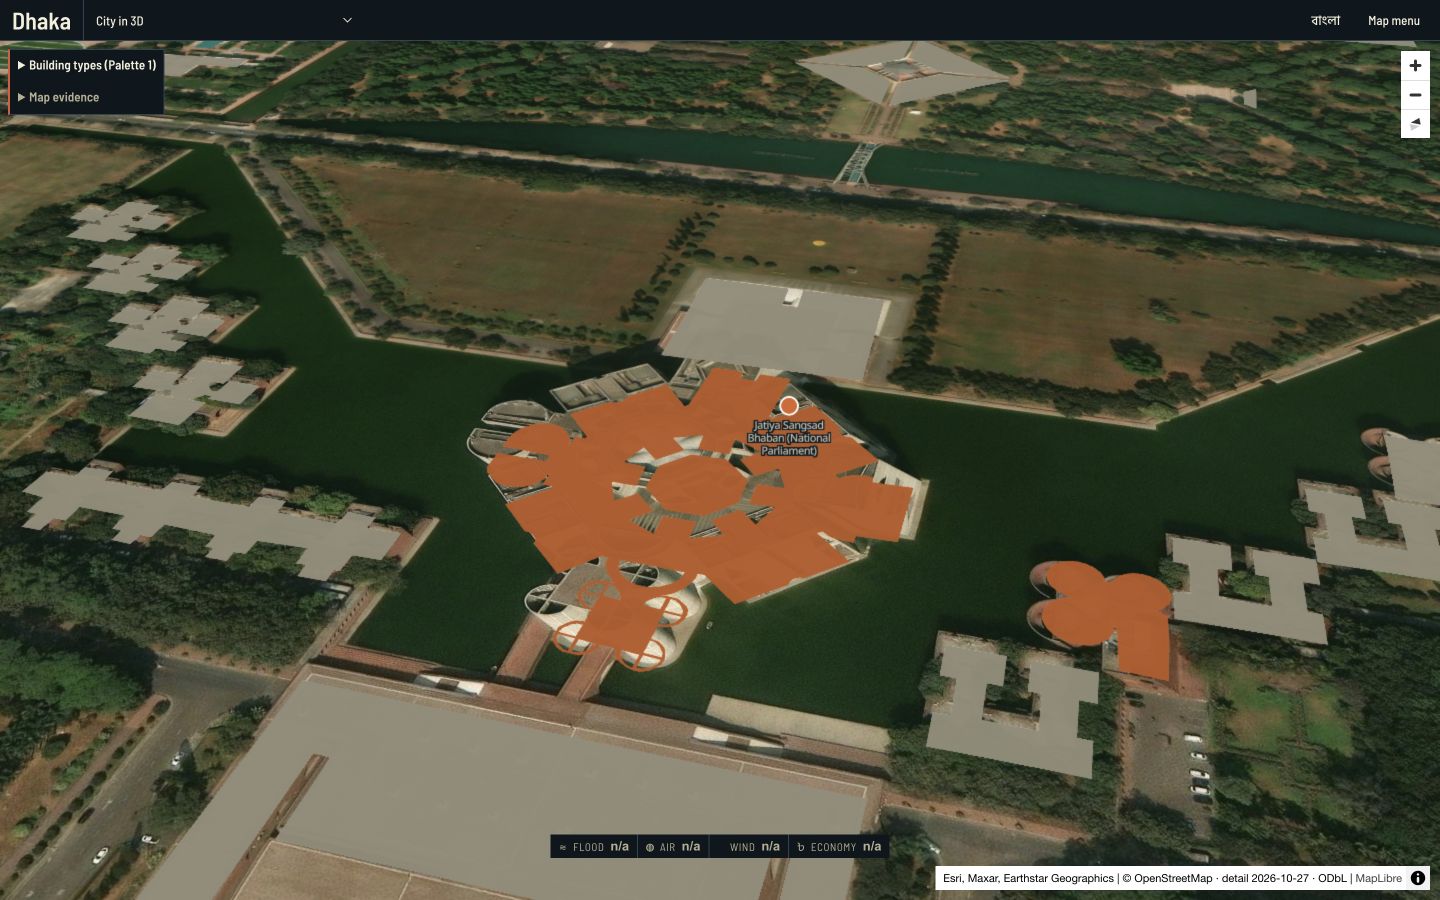 Dhaka
City in 3D
বাংলা
Map menu
Building types (Palette 1)
Map evidence
Jatiya Sangsad
Bhaban (National
Parliament)
≈ FLOOD n/a
AIR n/a
WIND n/a
ECONOMY n/a
Esri, Maxar, Earthstar Geographics | © OpenStreetMap · detail 2026-10-27 · ODbL | MapLibre